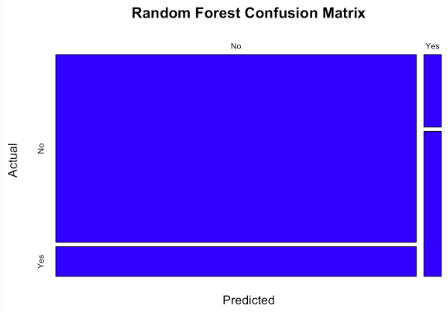 Random Forest Confusion Matrix
No Yes
Actual
No
Yes
Predicted